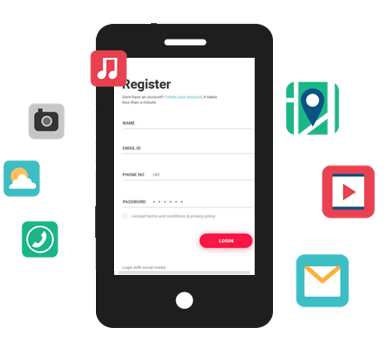 Register
Dont have an account? Create your account, it takes
less than a minute
NAME
EMAIL ID
PHONE NO +91
PASSWORD * * * * * *
I accept terms and conditions & privacy policy
LOGIN
Login with social media